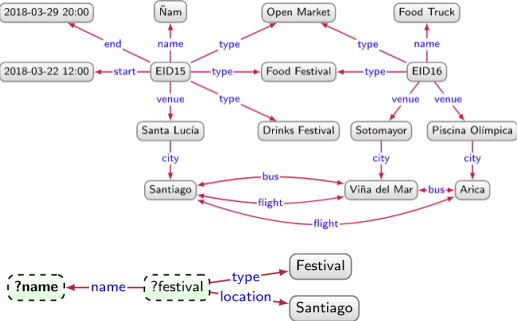 2018-03-29 20:00
Ñam
Open Market
Food Truck
end
name
type
type
name
2018-03-22 12:00
start
EID15
type
Food Festival
type
EID16
venue
type
venue
venue
Santa Lucía
Drinks Festival
Sotomayor
Piscina Olímpica
city
city
city
bus
Santiago
Viña del Mar
bus
Arica
flight
flight
?name
name
?festival
type
Festival
location
Santiago